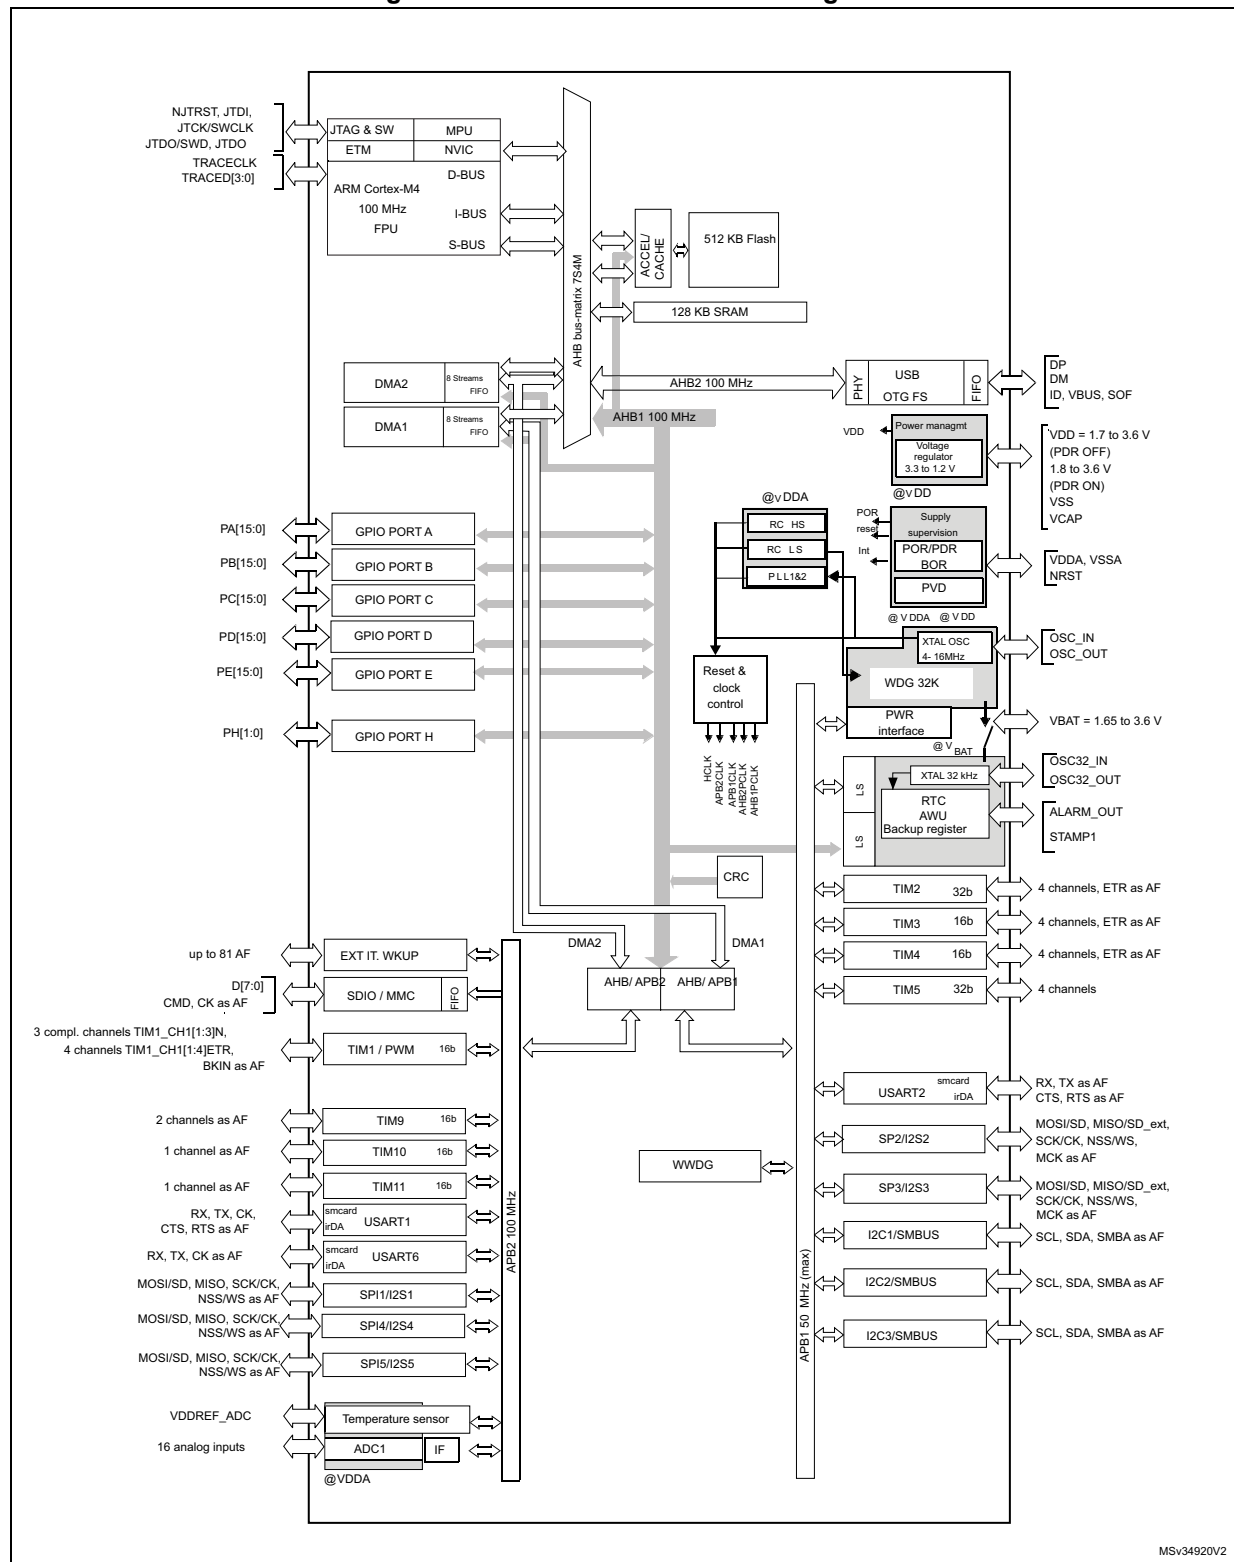 NJTRST, JTDI,
JTCK/SWCLK
JTDO/SWD, JTDO
TRACECLK
TRACED[3:0]
JTAG & SW
MPU
ETM
NVIC
D-BUS
ARM Cortex-M4
100 MHz
FPU
I-BUS
S-BUS
AHB bus-matrix 7S4M
ACCEL/
CACHE
512 KB Flash
128 KB SRAM
DMA2
8 Streams
FIFO
DMA1
8 Streams
FIFO
AHB2 100 MHz
AHB1 100 MHz
PHY
USB
OTG FS
FIFO
DP
DM
ID, VBUS, SOF
VDD
Power managmt
Voltage
regulator
3.3 to 1.2 V
@VDD
VDD = 1.7 to 3.6 V
(PDR OFF)
1.8 to 3.6 V
(PDR ON)
VSS
VCAP
@VDDA
RC HS
RC LS
PLL1&2
POR
reset
Int
Supply
supervision
POR/PDR
BOR
PVD
VDDA, VSSA
NRST
@VDDA @VDD
XTAL OSC
4- 16MHz
OSC_IN
OSC_OUT
WDG 32K
PWR
interface
VBAT = 1.65 to 3.6 V
@VBAT
LS
LS
XTAL 32 kHz
OSC32_IN
OSC32_OUT
RTC
AWU
Backup register
ALARM_OUT
STAMP1
Reset &
clock
control
HCLK
APB2CLK
APB1CLK
AHB2PCLK
AHB1PCLK
PA[15:0]
GPIO PORT A
PB[15:0]
GPIO PORT B
PC[15:0]
GPIO PORT C
PD[15:0]
GPIO PORT D
PE[15:0]
GPIO PORT E
PH[1:0]
GPIO PORT H
CRC
DMA2
DMA1
AHB/ APB2
AHB/ APB1
TIM2
32b
4 channels, ETR as AF
TIM3
16b
4 channels, ETR as AF
TIM4
16b
4 channels, ETR as AF
TIM5
32b
4 channels
up to 81 AF
EXT IT. WKUP
D[7:0]
CMD, CK as AF
SDIO / MMC
FIFO
3 compl. channels TIM1_CH1[1:3]N,
4 channels TIM1_CH1[1:4]ETR,
BKIN as AF
TIM1 / PWM
16b
2 channels as AF
TIM9
16b
1 channel as AF
TIM10
16b
1 channel as AF
TIM11
16b
RX, TX, CK,
CTS, RTS as AF
smcard
irDA
USART1
RX, TX, CK as AF
smcard
irDA
USART6
MOSI/SD, MISO, SCK/CK,
NSS/WS as AF
SPI1/I2S1
MOSI/SD, MISO, SCK/CK,
NSS/WS as AF
SPI4/I2S4
MOSI/SD, MISO, SCK/CK,
NSS/WS as AF
SPI5/I2S5
VDDREF_ADC
Temperature sensor
16 analog inputs
ADC1
IF
@VDDA
APB2 100 MHz
WWDG
APB1 50 MHz (max)
USART2
smcard
irDA
RX, TX as AF
CTS, RTS as AF
SP2/I2S2
MOSI/SD, MISO/SD_ext,
SCK/CK, NSS/WS,
MCK as AF
SP3/I2S3
MOSI/SD, MISO/SD_ext,
SCK/CK, NSS/WS,
MCK as AF
I2C1/SMBUS
SCL, SDA, SMBA as AF
I2C2/SMBUS
SCL, SDA, SMBA as AF
I2C3/SMBUS
SCL, SDA, SMBA as AF
MSv34920V2